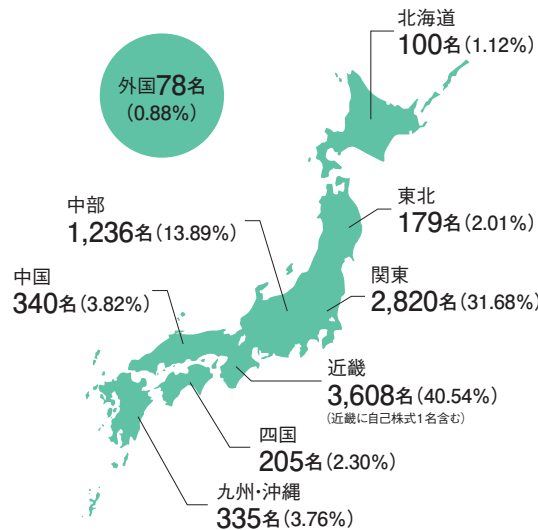 北海道
100名(1.12%)
外国78名
(0.88%)
東北
179名(2.01%)
中部
1,236名(13.89%)
関東
2,820名(31.68%)
中国
340名(3.82%)
近畿
3,608名(40.54%)
(近畿に自己株式1名含む)
四国
205名(2.30%)
九州・沖縄
335名(3.76%)